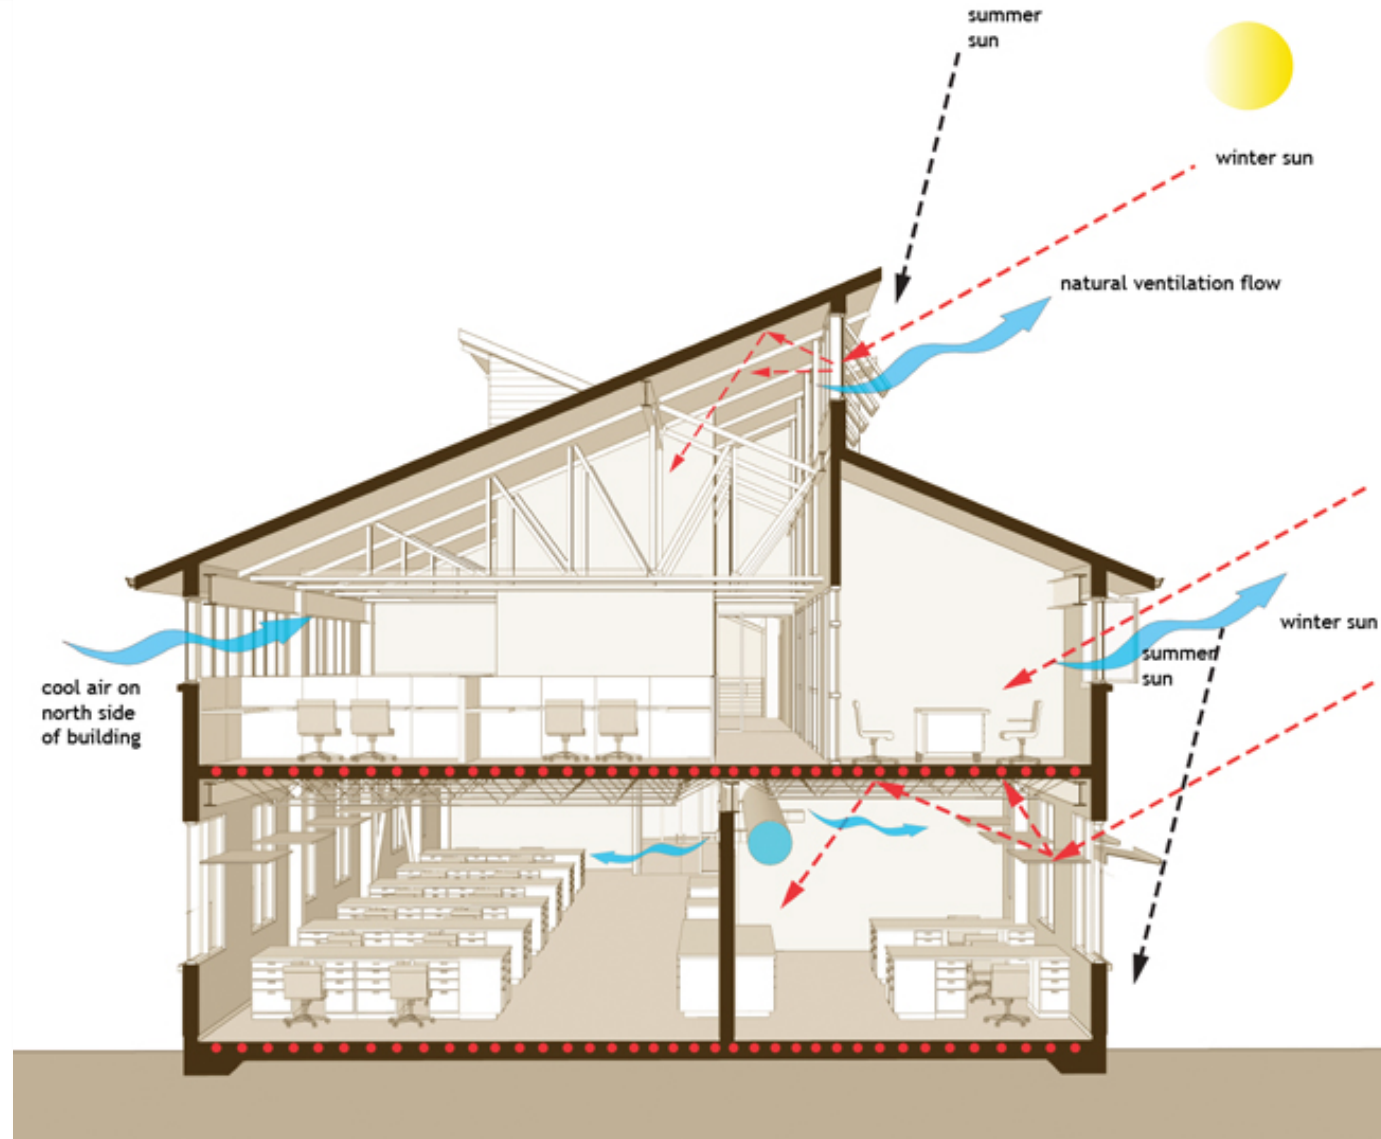 summer
sun
winter sun
natural ventilation flow
winter sun
summer
sun
cool air on
north side
of building